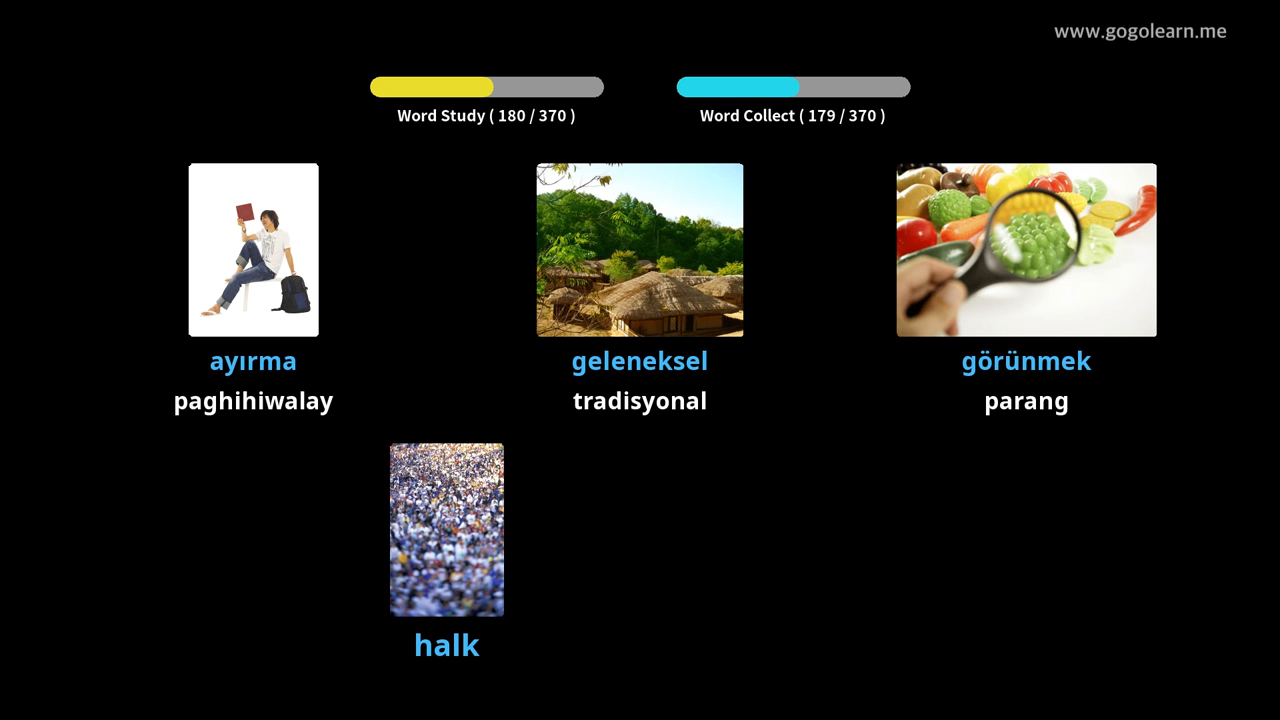 www.gogolearn.me
Word Study ( 180 / 370 )
Word Collect ( 179 / 370 )
ayırma
paghihiwalay
geleneksel
tradisyonal
görünmek
parang
halk